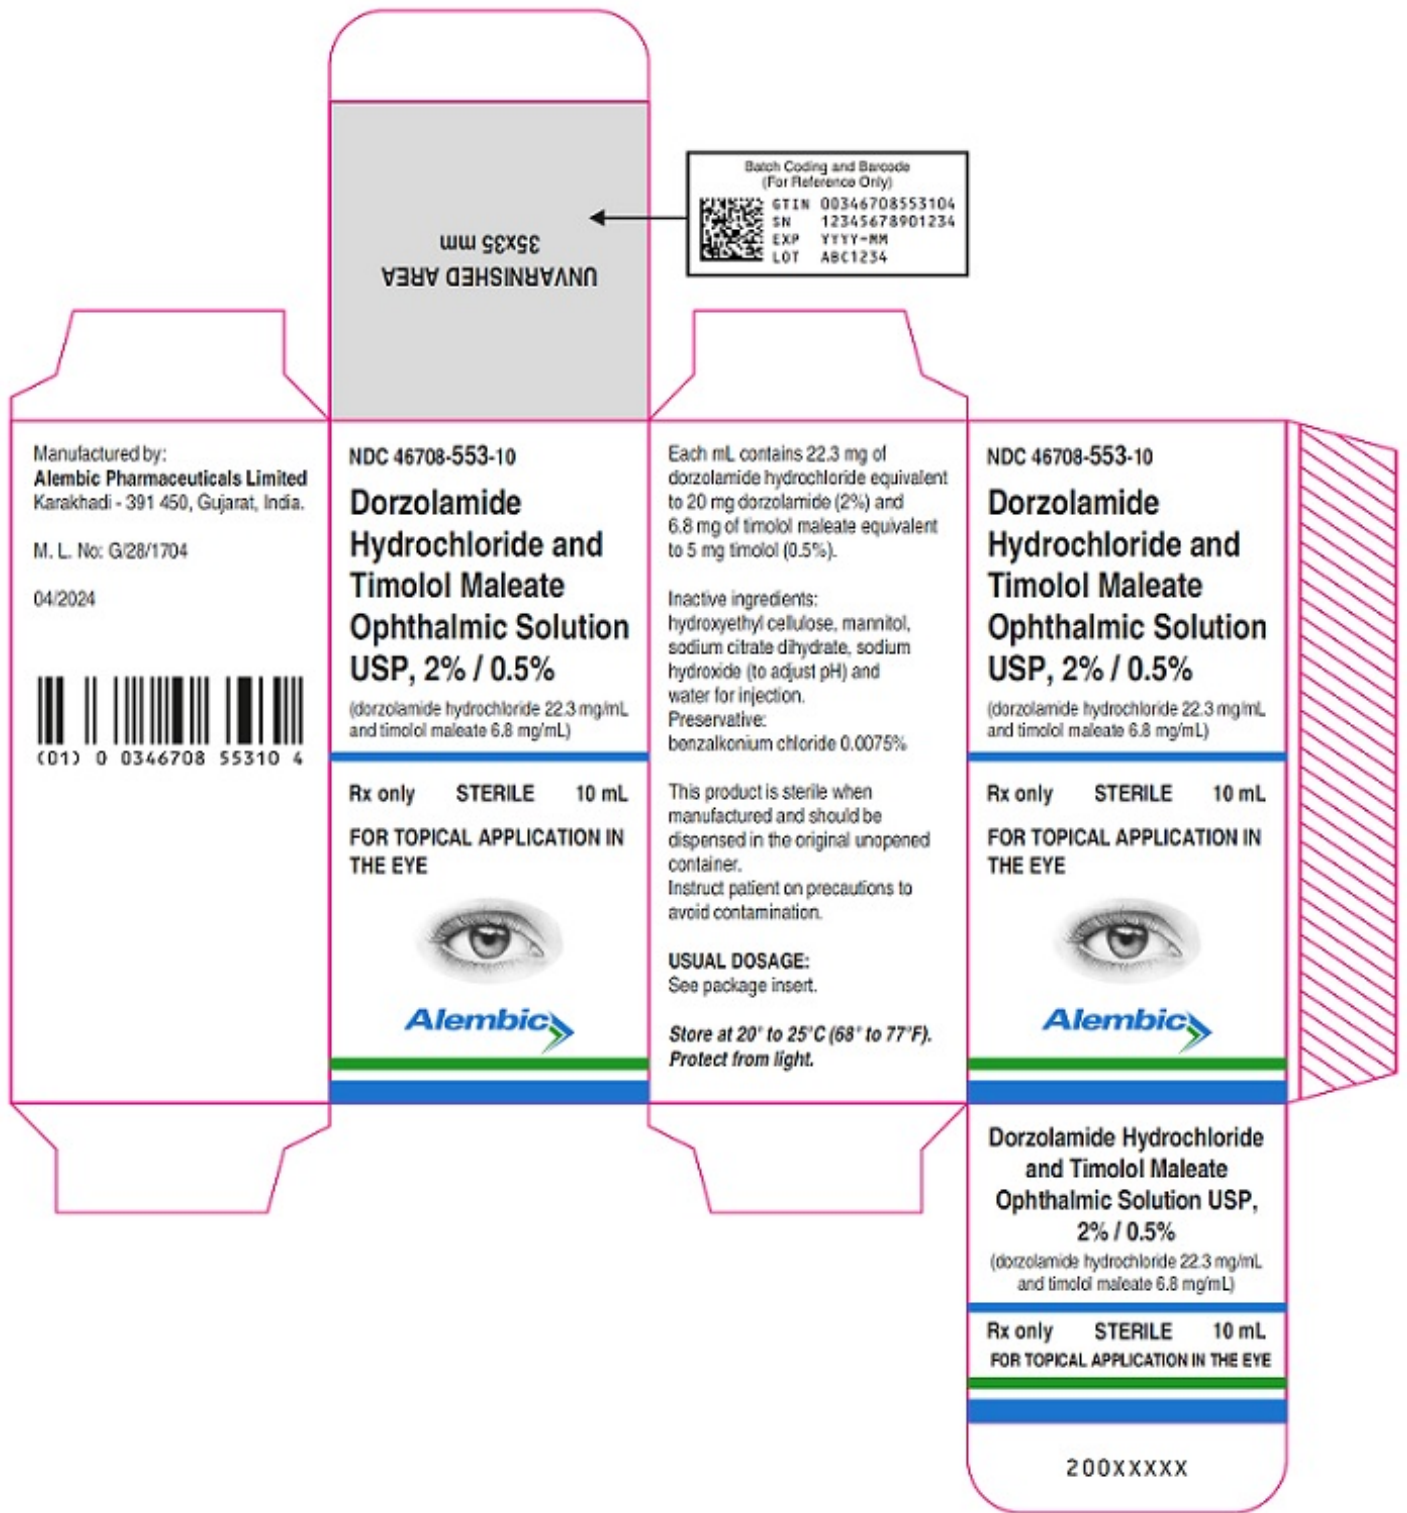 Batch Coding and Barcode
(For Reference Only)
GTIN 00346708553104
SN 12345678901234
EXP YYYY-MM
LOT ABC1234
UNVARNISHED AREA
35x35 mm
Manufactured by:
Alembic Pharmaceuticals Limited
Karakhadi - 391 450, Gujarat, India.
M. L. No: G/28/1704
04/2024
(01) 0 0346708 55310 4
NDC 46708-553-10
Dorzolamide
Hydrochloride and
Timolol Maleate
Ophthalmic Solution
USP, 2% / 0.5%
(dorzolamide hydrochloride 22.3 mg/mL
and timolol maleate 6.8 mg/mL)
Rx only STERILE 10 mL
FOR TOPICAL APPLICATION IN
THE EYE
Alembic
Each mL contains 22.3 mg of
dorzolamide hydrochloride equivalent
to 20 mg dorzolamide (2%) and
6.8 mg of timolol maleate equivalent
to 5 mg timolol (0.5%).
Inactive ingredients:
hydroxyethyl cellulose, mannitol,
sodium citrate dihydrate, sodium
hydroxide (to adjust pH) and
water for injection.
Preservative:
benzalkonium chloride 0.0075%
This product is sterile when
manufactured and should be
dispensed in the original unopened
container.
Instruct patient on precautions to
avoid contamination.
USUAL DOSAGE:
See package insert.
Store at 20° to 25°C (68° to 77°F).
Protect from light.
NDC 46708-553-10
Dorzolamide
Hydrochloride and
Timolol Maleate
Ophthalmic Solution
USP, 2% / 0.5%
(dorzolamide hydrochloride 22.3 mg/mL
and timolol maleate 6.8 mg/mL)
Rx only STERILE 10 mL
FOR TOPICAL APPLICATION IN
THE EYE
Alembic
Dorzolamide Hydrochloride
and Timolol Maleate
Ophthalmic Solution USP,
2% / 0.5%
(dorzolamide hydrochloride 22.3 mg/mL
and timolol maleate 6.8 mg/mL)
Rx only STERILE 10 mL
FOR TOPICAL APPLICATION IN THE EYE
200XXXXX